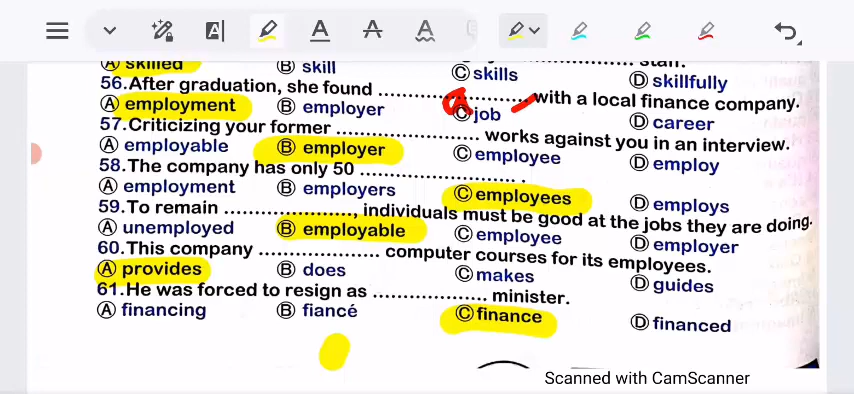 Ⓐ skilled Ⓑ skill Ⓒ skills Ⓓ skillfully
56.After graduation, she found .......................... with a local finance company.
Ⓐ employment Ⓑ employer Ⓒ job Ⓓ career
57.Criticizing your former ........................ works against you in an interview.
Ⓐ employable Ⓑ employer Ⓒ employee Ⓓ employ
58.The company has only 50 ........................... .
Ⓐ employment Ⓑ employers Ⓒ employees Ⓓ employs
59.To remain ......................, individuals must be good at the jobs they are doing.
Ⓐ unemployed Ⓑ employable Ⓒ employee Ⓓ employer
60.This company .................... computer courses for its employees.
Ⓐ provides Ⓑ does Ⓒ makes Ⓓ guides
61.He was forced to resign as ................... minister.
Ⓐ financing Ⓑ fiancé Ⓒ finance Ⓓ financed
Scanned with CamScanner